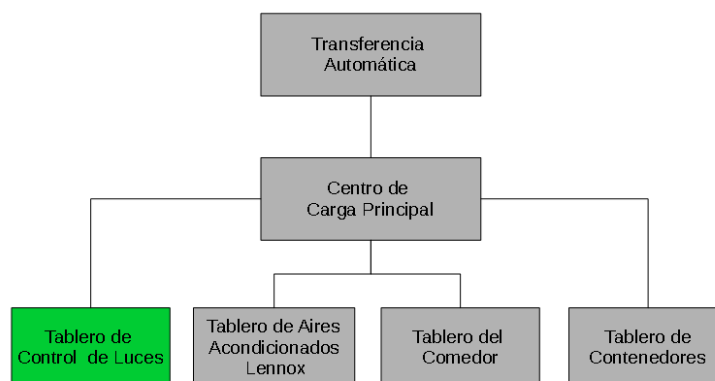 Transferencia
Automática
Centro de
Carga Principal
Tablero de
Control de Luces
Tablero de Aires
Acondicionados
Lennox
Tablero del
Comedor
Tablero de
Contenedores